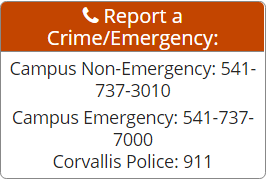 Report a
Crime/Emergency:
Campus Non-Emergency: 541-
737-3010
Campus Emergency: 541-737-
7000
Corvallis Police: 911